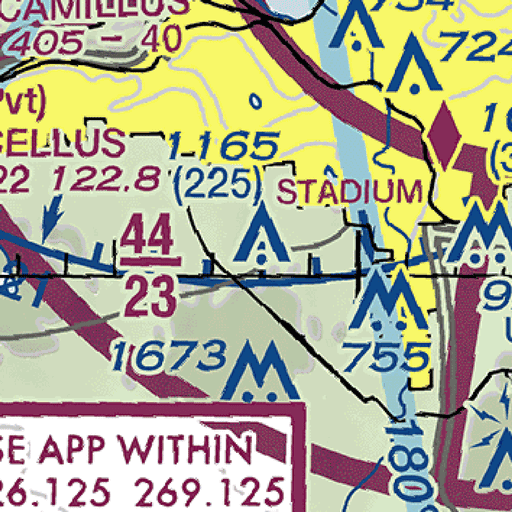 CAMILLUS
405 - 40
724
Pvt)
CELLUS
1165
22 122.8
(225)
STADIUM
44
23
1673
755
SE APP WITHIN
26.125 269.125
180°